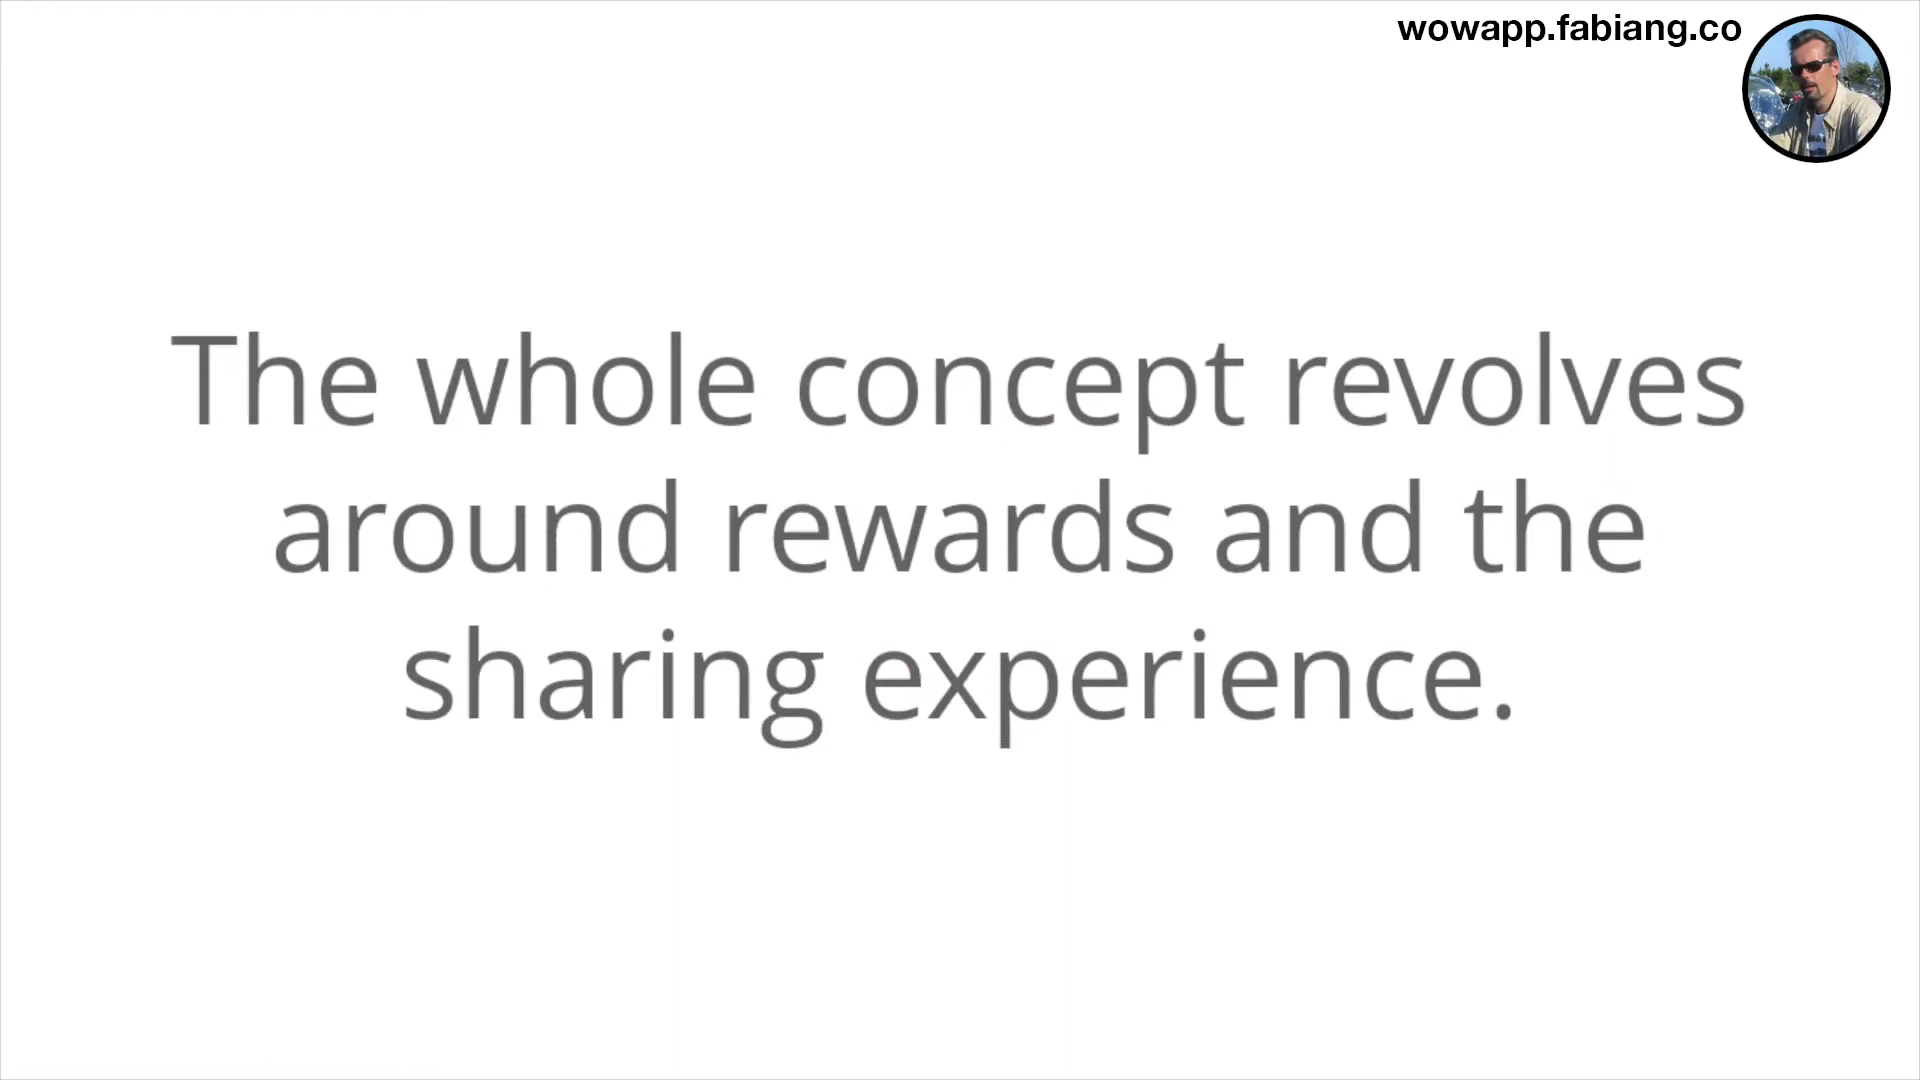 wowapp.fabiang.co
The whole concept revolves
around rewards and the
sharing experience.